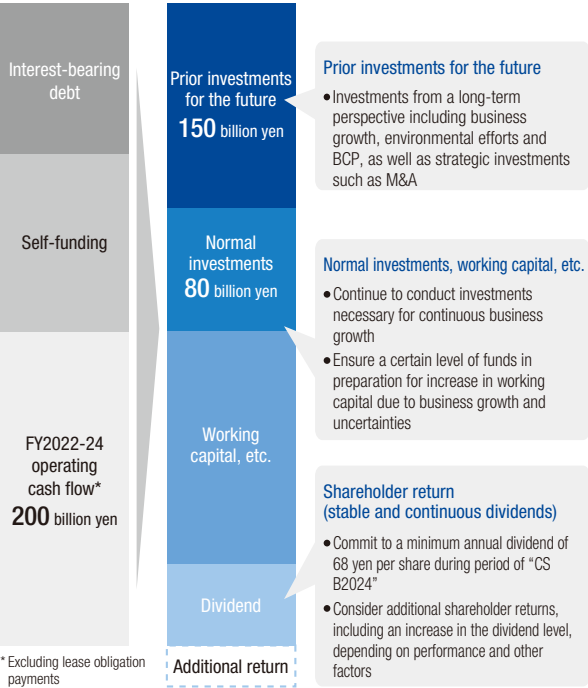 Interest-bearing
debt
Self-funding
FY2022-24
operating
cash flow*
200 billion yen
* Excluding lease obligation
payments
Prior investments
for the future
150 billion yen
Normal
investments
80 billion yen
Working
capital, etc.
Dividend
Additional return
Prior investments for the future
• Investments from a long-term
perspective including business
growth, environmental efforts and
BCP, as well as strategic investments
such as M&A
Normal investments, working capital, etc.
• Continue to conduct investments
necessary for continuous business
growth
• Ensure a certain level of funds in
preparation for increase in working
capital due to business growth and
uncertainties
Shareholder return
(stable and continuous dividends)
• Commit to a minimum annual dividend of
68 yen per share during period of “CS
B2024”
• Consider additional shareholder returns,
including an increase in the dividend level,
depending on performance and other
factors